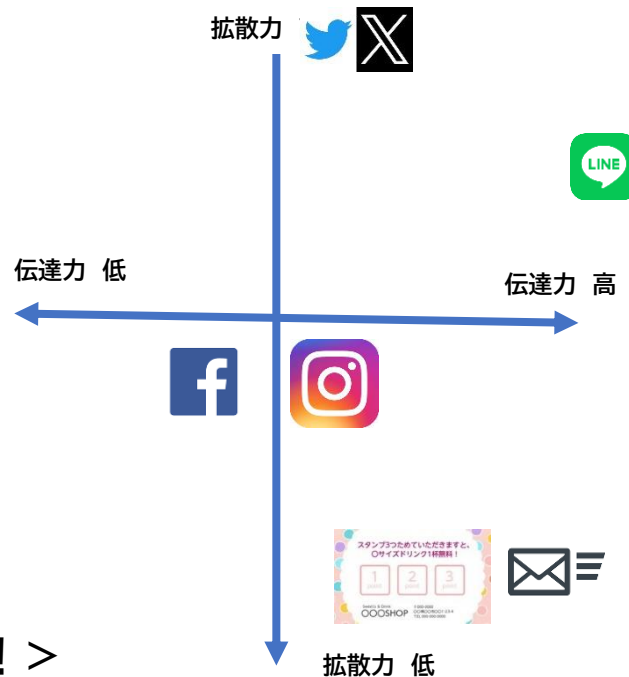 拡散力
LINE
伝達力 低
伝達力 高
スタンプ3つためていただきますと、
〇サイズドリンク1杯無料！
1 2 3
〇〇〇SHOP
！＞
拡散力 低